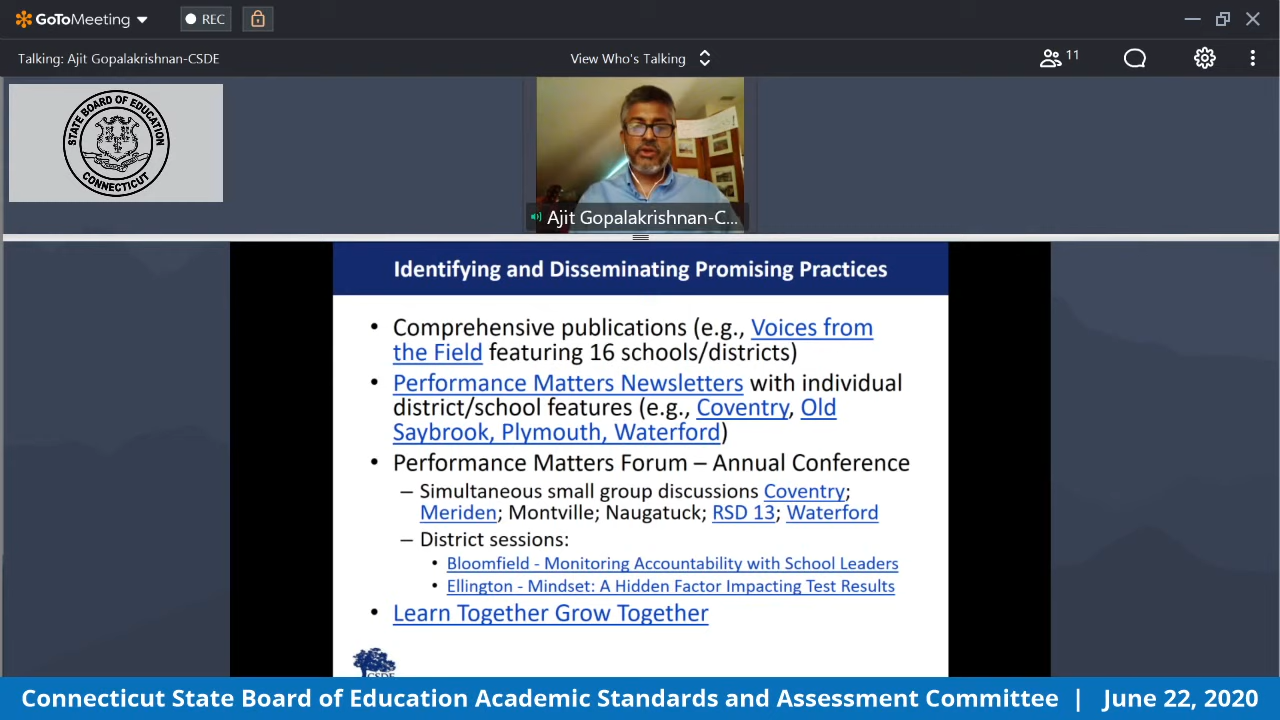 GoToMeeting
REC
Talking: Ajit Gopalakrishnan-CSDE
View Who's Talking
11
STATE BOARD OF EDUCATION
CONNECTICUT
Ajit Gopalakrishnan-C...
Identifying and Disseminating Promising Practices
• Comprehensive publications (e.g., Voices from
the Field featuring 16 schools/districts)
• Performance Matters Newsletters with individual
district/school features (e.g., Coventry, Old
Saybrook, Plymouth, Waterford)
• Performance Matters Forum – Annual Conference
– Simultaneous small group discussions Coventry;
Meriden; Montville; Naugatuck; RSD 13; Waterford
– District sessions:
• Bloomfield - Monitoring Accountability with School Leaders
• Ellington - Mindset: A Hidden Factor Impacting Test Results
• Learn Together Grow Together
CSDE
Connecticut State Board of Education Academic Standards and Assessment Committee | June 22, 2020